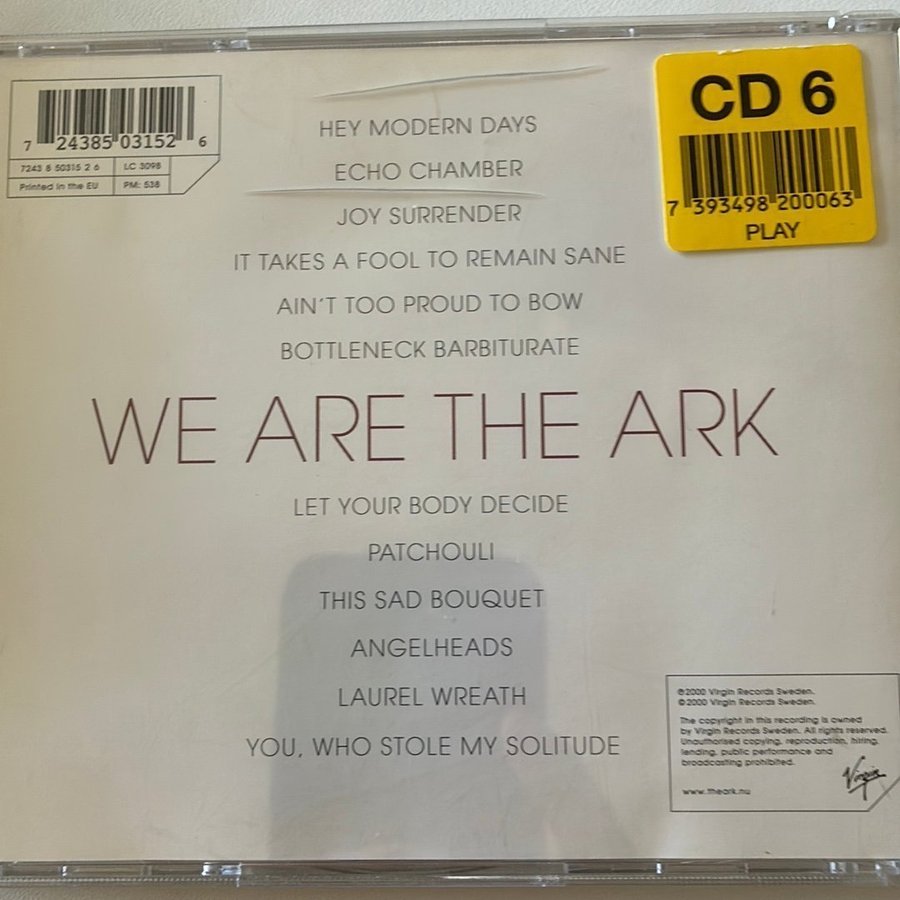 7 24385 03152 6
7243 8 50315 2 6
LC 3098
Printed in the EU
PM: 538
CD 6
7 393498 200063
PLAY
HEY MODERN DAYS
ECHO CHAMBER
JOY SURRENDER
IT TAKES A FOOL TO REMAIN SANE
AIN'T TOO PROUD TO BOW
BOTTLENECK BARBITURATE
WE ARE THE ARK
LET YOUR BODY DECIDE
PATCHOULI
THIS SAD BOUQUET
ANGELHEADS
LAUREL WREATH
YOU, WHO STOLE MY SOLITUDE
℗2000 Virgin Records Sweden.
©2000 Virgin Records Sweden.
The copyright in this recording is owned
by Virgin Records Sweden. All rights reserved.
Unauthorised copying, reproduction, hiring,
lending, public performance and
broadcasting prohibited.
www.theark.nu
Virgin